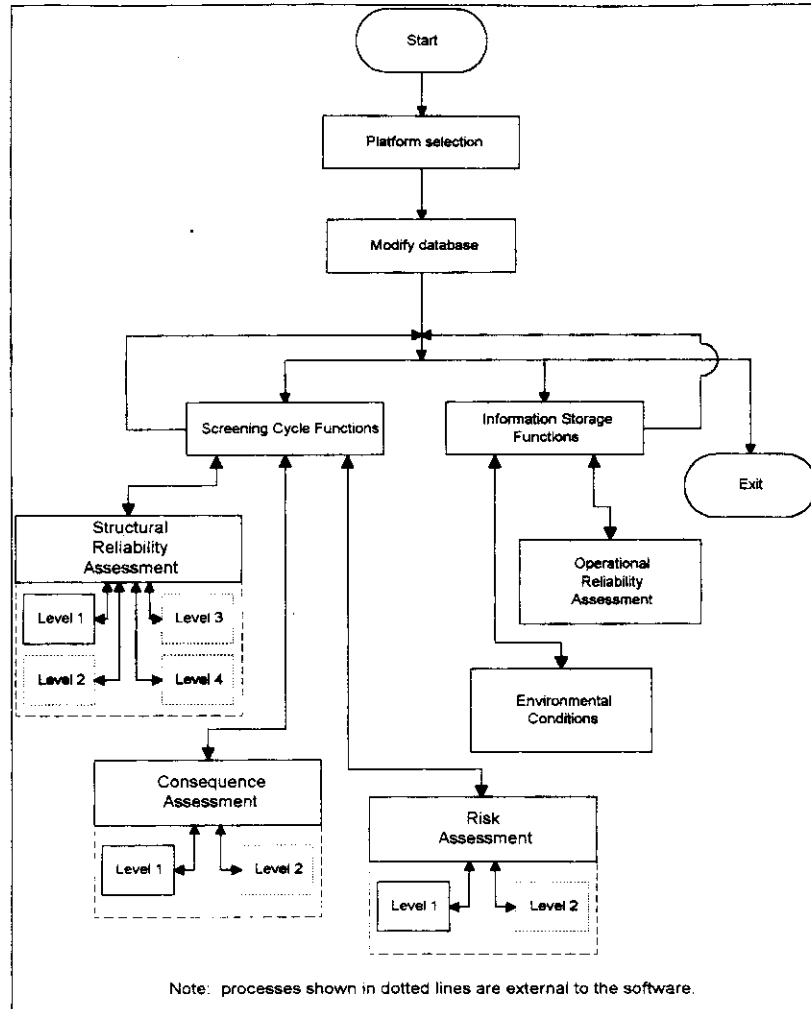 Start
Platform selection
Modify database
Screening Cycle Functions
Information Storage
Functions
Exit
Structural
Reliability
Assessment
Level 1
Level 3
Level 2
Level 4
Operational
Reliability
Assessment
Environmental
Conditions
Consequence
Assessment
Level 1
Level 2
Risk
Assessment
Level 1
Level 2
Note: processes shown in dotted lines are external to the software.